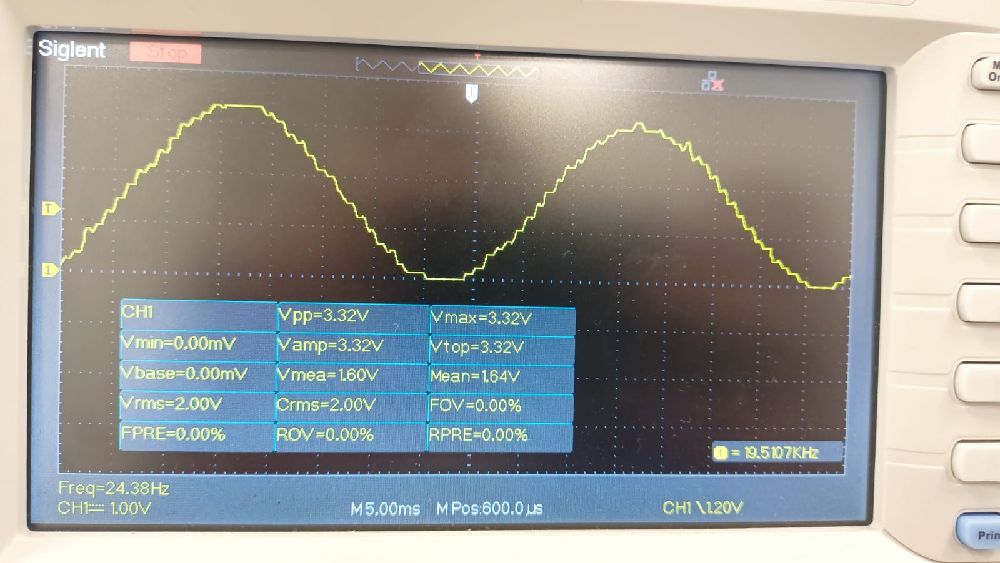 Siglent Stop
T
T
1
CH1 Vpp=3.32V Vmax=3.32V
Vmin=0.00mV Vamp=3.32V Vtop=3.32V
Vbase=0.00mV Vmea=1.60V Mean=1.64V
Vrms=2.00V Crms=2.00V FOV=0.00%
FPRE=0.00% ROV=0.00% RPRE=0.00%
T = 19.5107KHz
Freq=24.38Hz
CH1 1.00V M 5.00ms M Pos:600.0µs CH1 \1.20V
Prin